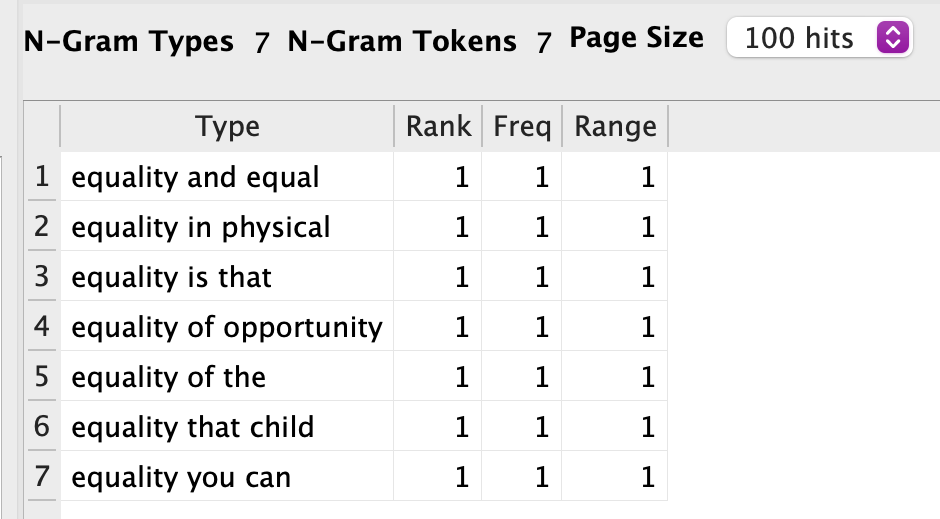 N-Gram Types 7 N-Gram Tokens 7 Page Size 100 hits
Type Rank Freq Range
1 equality and equal 1 1 1
2 equality in physical 1 1 1
3 equality is that 1 1 1
4 equality of opportunity 1 1 1
5 equality of the 1 1 1
6 equality that child 1 1 1
7 equality you can 1 1 1